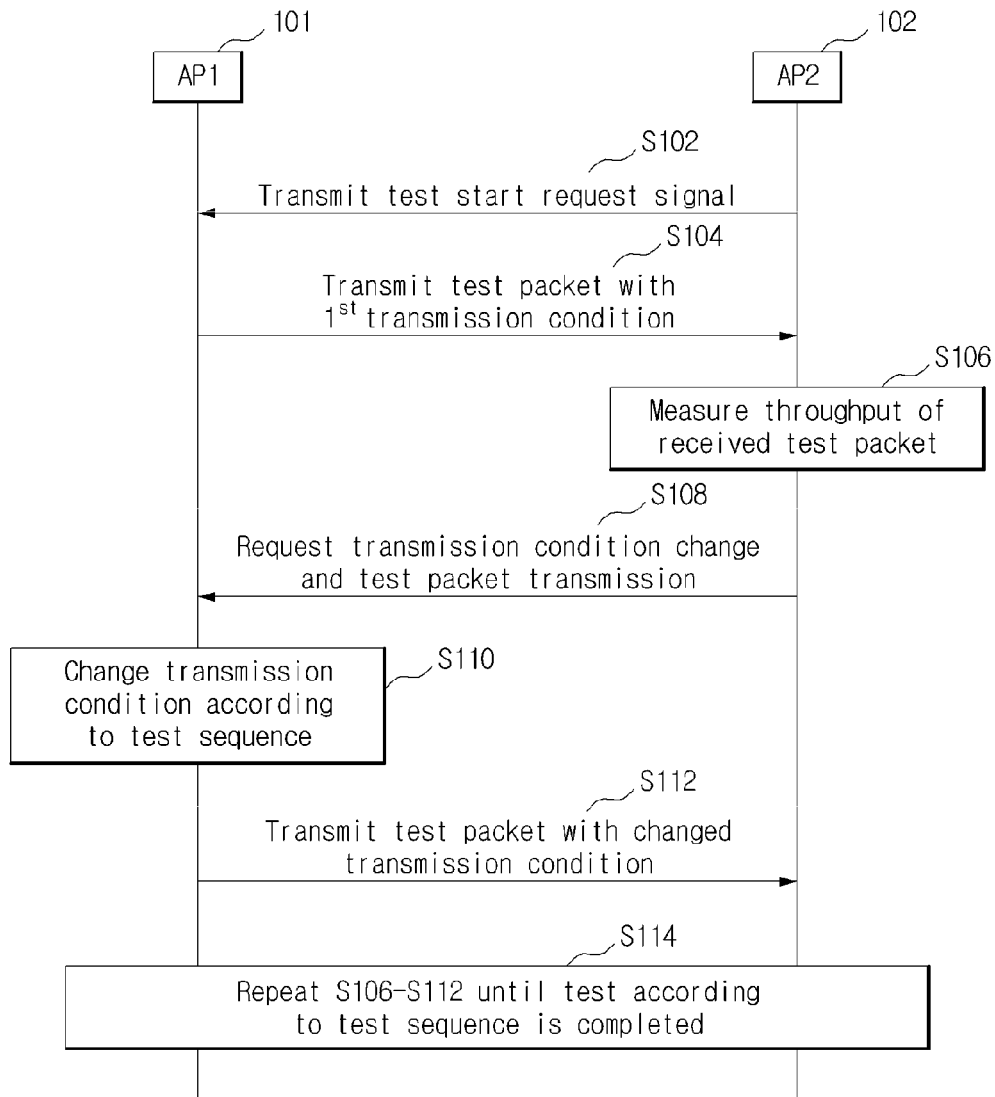 101
102
AP1
AP2
S102
Transmit test start request signal
S104
Transmit test packet with
1st transmission condition
S106
Measure throughput of
received test packet
S108
Request transmission condition change
and test packet transmission
S110
Change transmission
condition according
to test sequence
S112
Transmit test packet with changed
transmission condition
S114
Repeat S106-S112 until test according
to test sequence is completed